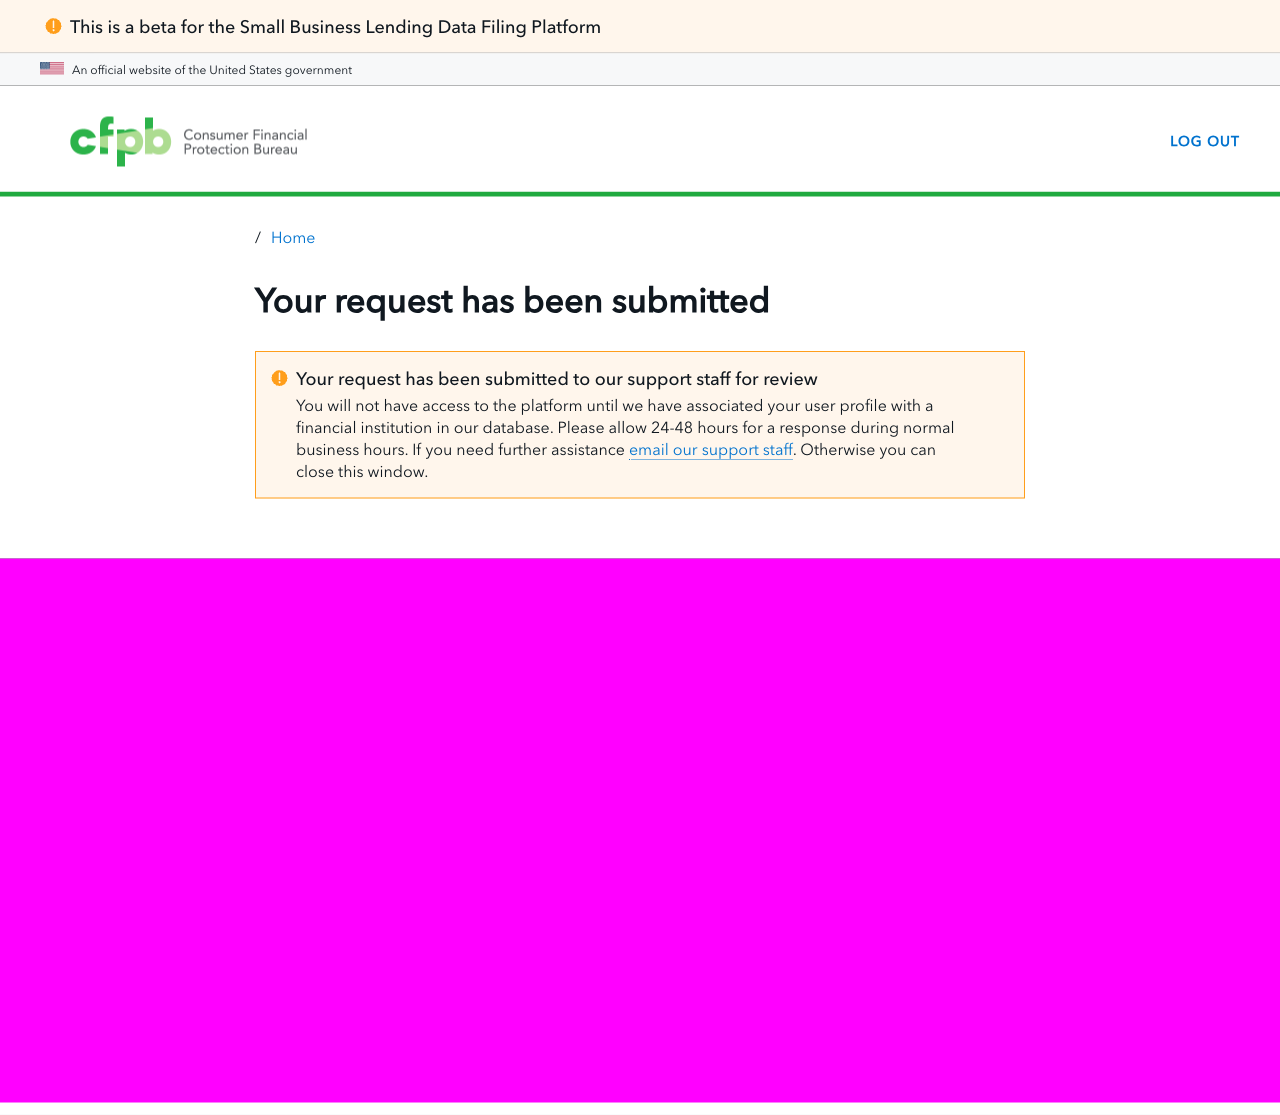 This is a beta for the Small Business Lending Data Filing Platform
An official website of the United States government
cfpb
Consumer Financial
Protection Bureau
LOG OUT
/ Home
Your request has been submitted
Your request has been submitted to our support staff for review
You will not have access to the platform until we have associated your user profile with a
financial institution in our database. Please allow 24-48 hours for a response during normal
business hours. If you need further assistance email our support staff. Otherwise you can
close this window.